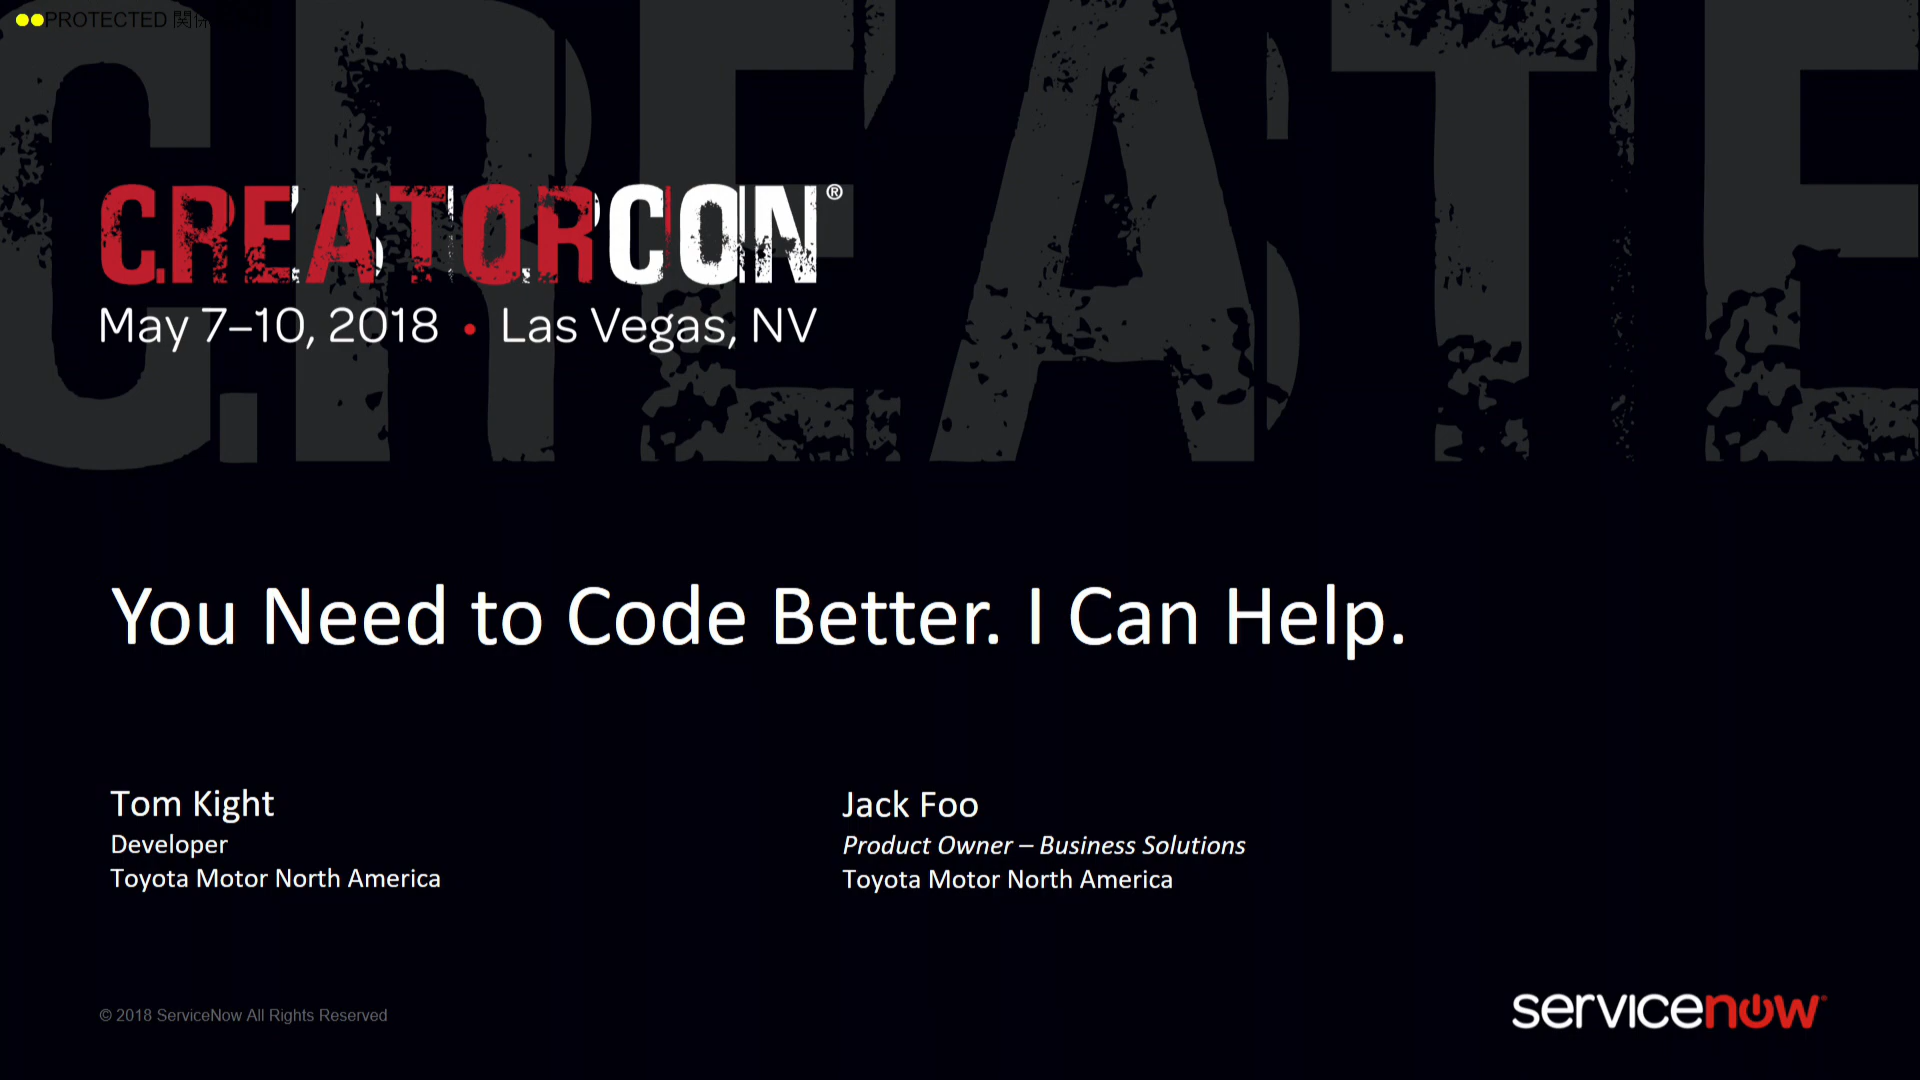 PROTECTED 関係
CREATE
CREATORCON®
May 7–10, 2018 • Las Vegas, NV
You Need to Code Better. I Can Help.
Tom Kight
Developer
Toyota Motor North America
Jack Foo
Product Owner – Business Solutions
Toyota Motor North America
© 2018 ServiceNow All Rights Reserved
servicenow